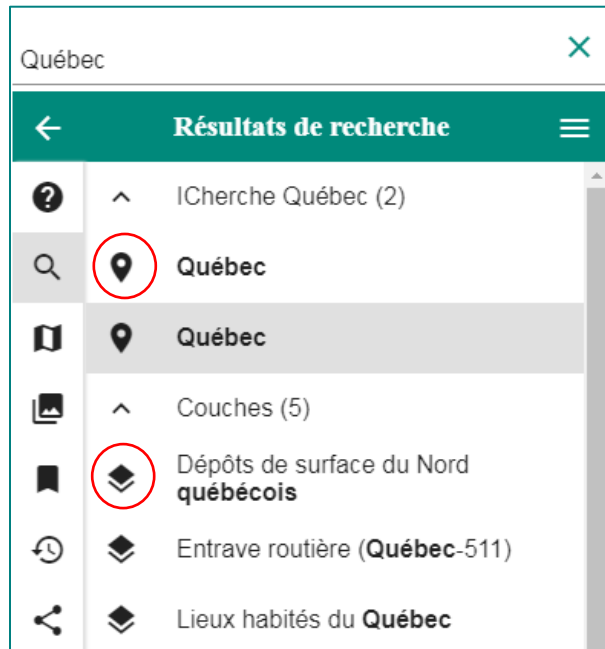 Québec
Résultats de recherche
ICherche Québec (2)
Québec
Québec
Couches (5)
Dépôts de surface du Nord
québécois
Entrave routière (Québec-511)
Lieux habités du Québec